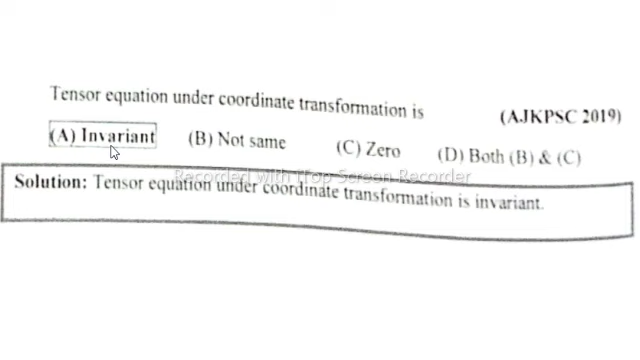 Tensor equation under coordinate transformation is (AJKPSC 2019)
(A) Invariant (B) Not same (C) Zero (D) Both (B) & (C)
Recorded with iTop Screen Recorder
Solution: Tensor equation under coordinate transformation is invariant.